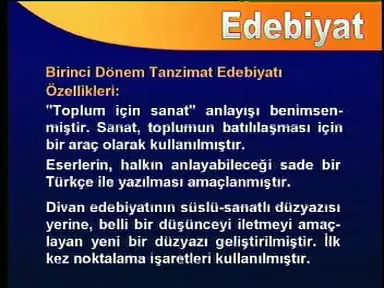 Edebiyat
Birinci Dönem Tanzimat Edebiyatı
Özellikleri:
"Toplum için sanat" anlayışı benimsen-
miştir. Sanat, toplumun batılılaşması için
bir araç olarak kullanılmıştır.
Eserlerin, halkın anlayabileceği sade bir
Türkçe ile yazılması amaçlanmıştır.
Divan edebiyatının süslü-sanatlı düzyazısı
yerine, belli bir düşünceyi iletmeyi amaç-
layan yeni bir düzyazı geliştirilmiştir. İlk
kez noktalama işaretleri kullanılmıştır.